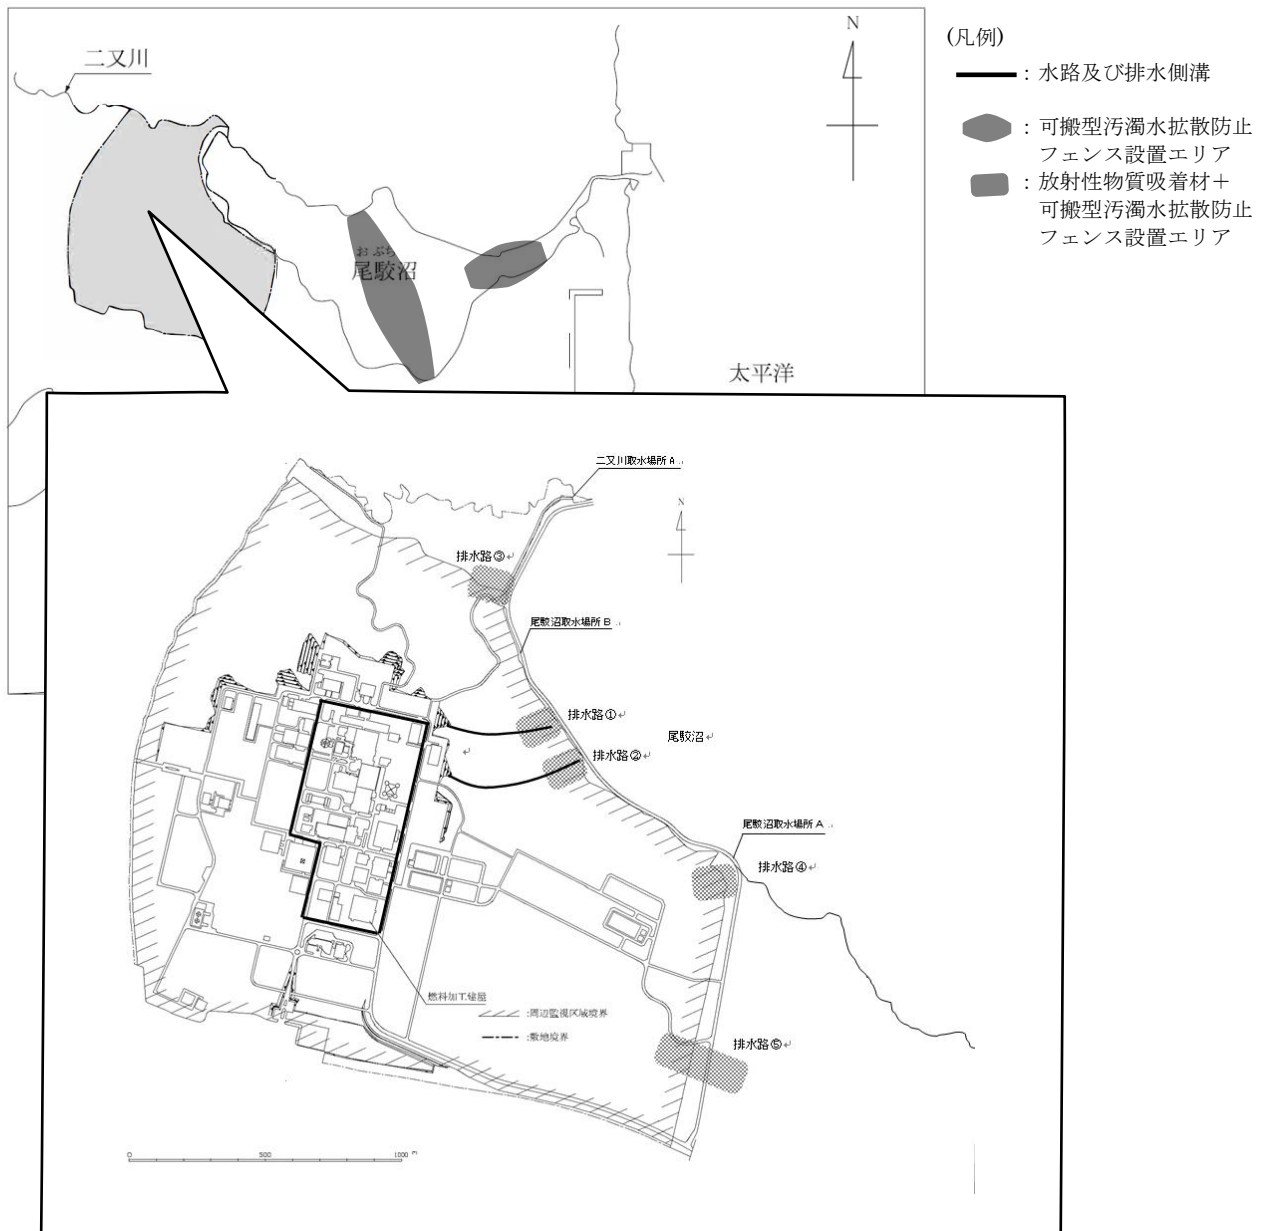 二又川
N
(凡例)
：水路及び排水側溝
：可搬型汚濁水拡散防止
フェンス設置エリア
：放射性物質吸着材＋
可搬型汚濁水拡散防止
フェンス設置エリア
おぶち
尾駮沼
太平洋
二又川取水場所A
N
排水路③
尾駮沼取水場所B
排水路①
尾駮沼
排水路②
尾駮沼取水場所A
排水路④
燃料加工建屋
:周辺監視区域境界
:敷地境界
排水路⑤
0 500 1000 m